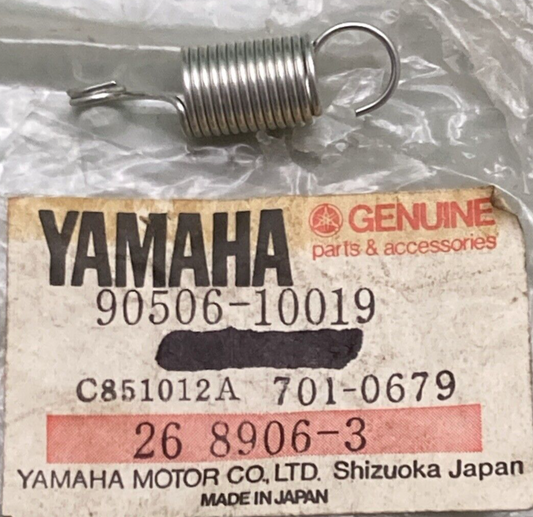 YAMAHA GENUINE
parts & accessories
90506-10019
C851012A 701-0679
26 8906-3
YAMAHA MOTOR CO., LTD. Shizuoka Japan
MADE IN JAPAN